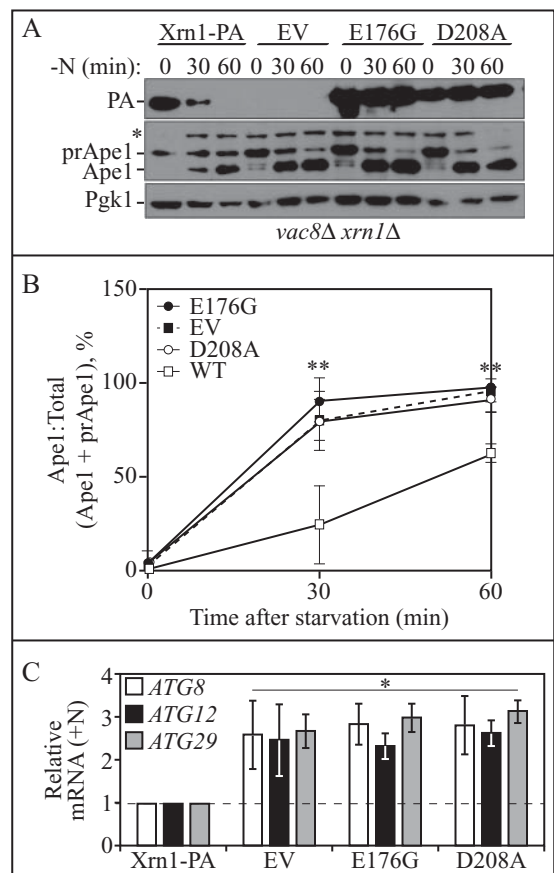 A
Xrn1-PA EV E176G D208A
-N (min): 0 30 60 0 30 60 0 30 60 0 30 60
PA
*
prApe1
Ape1
Pgk1
vac8Δ xrn1Δ
B
Ape1:Total
(Ape1 + prApe1), %
150
100
50
0
E176G
EV
D208A
WT
** **
0 30 60
Time after starvation (min)
C
Relative
mRNA (+N)
4
3
2
1
0
ATG8
ATG12
ATG29
*
Xrn1-PA EV E176G D208A